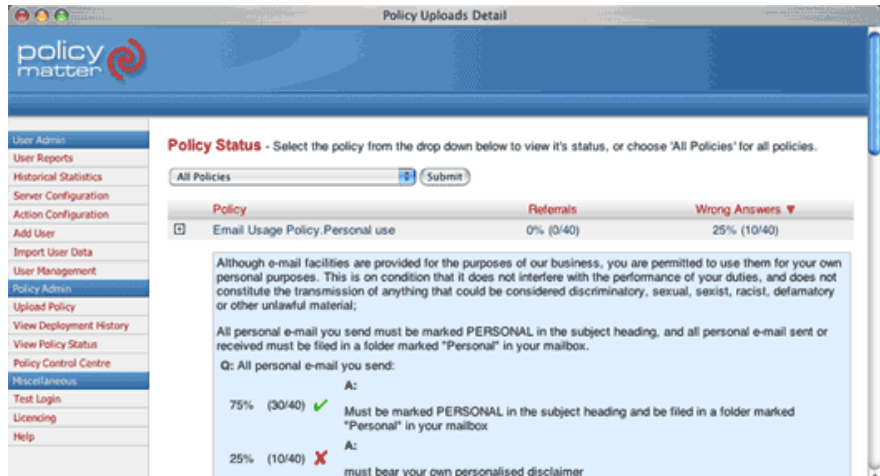 Policy Uploads Detail
policy
matter
User Admin
User Reports
Historical Statistics
Server Configuration
Action Configuration
Add User
Import User Data
User Management
Policy Admin
Upload Policy
View Deployment History
View Policy Status
Policy Control Centre
Miscellaneous
Test Login
Licencing
Help
Policy Status - Select the policy from the drop down below to view it's status, or choose 'All Policies' for all policies.
All Policies Submit
Policy Referrals Wrong Answers ▼
Email Usage Policy.Personal use 0% (0/40) 25% (10/40)
Although e-mail facilities are provided for the purposes of our business, you are permitted to use them for your own
personal purposes. This is on condition that it does not interfere with the performance of your duties, and does not
constitute the transmission of anything that could be considered discriminatory, sexual, sexist, racist, defamatory
or other unlawful material;
All personal e-mail you send must be marked PERSONAL in the subject heading, and all personal e-mail sent or
received must be filed in a folder marked "Personal" in your mailbox.
Q: All personal e-mail you send:
A:
75% (30/40) ✔
Must be marked PERSONAL in the subject heading and be filed in a folder marked
"Personal" in your mailbox
A:
25% (10/40) ✘
must bear your own personalised disclaimer